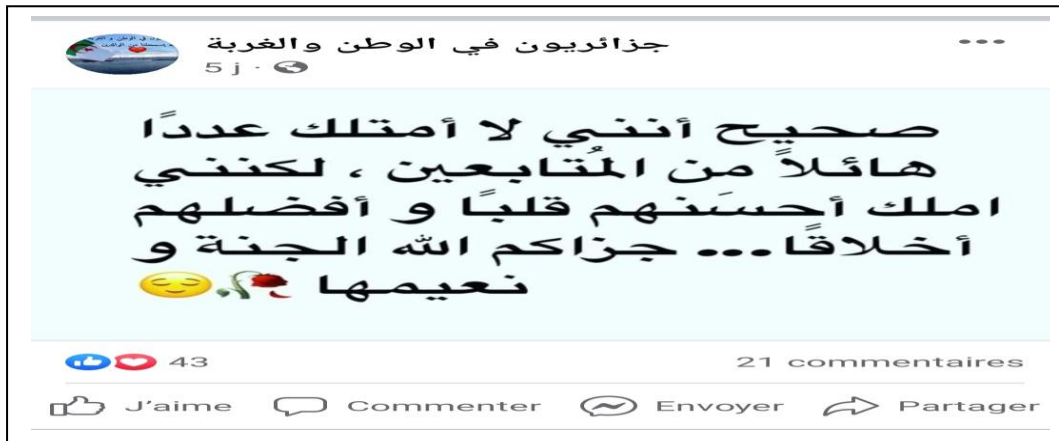 جزائريون في الوطن والغربة
5 j ·
صحيح أنني لا أمتلك عددًا
هائلاً من المُتابعين ، لكنني
املك أحسَنهم قلبًا و أفضلهم
أخلاقًا... جزاكم الله الجنة و
نعيمها 🥀😌
43
21 commentaires
J'aime Commenter Envoyer Partager